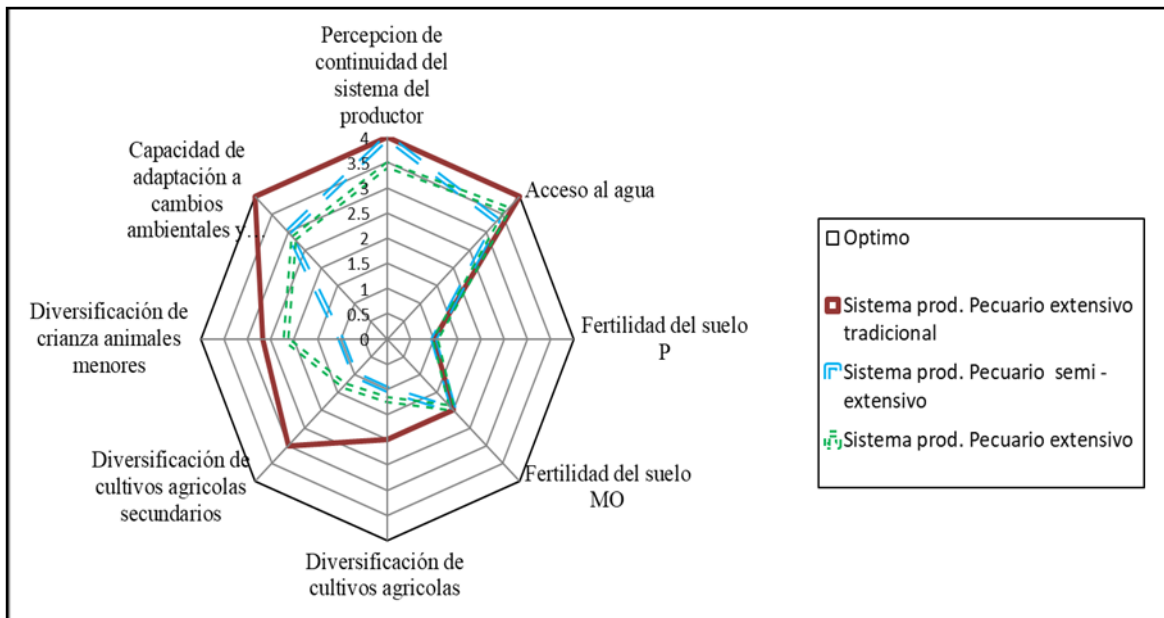 Percepcion de
continuidad del
sistema del
productor
Capacidad de
adaptación a
cambios
ambientales y...
4
3.5
3
2.5
2
1.5
1
0.5
0
Acceso al agua
Fertilidad del suelo
P
Fertilidad del suelo
MO
Diversificación de
cultivos agricolas
Diversificación de
cultivos agricolas
secundarios
Diversificación de
crianza animales
menores
Optimo
Sistema prod. Pecuario extensivo
tradicional
Sistema prod. Pecuario semi -
extensivo
Sistema prod. Pecuario extensivo